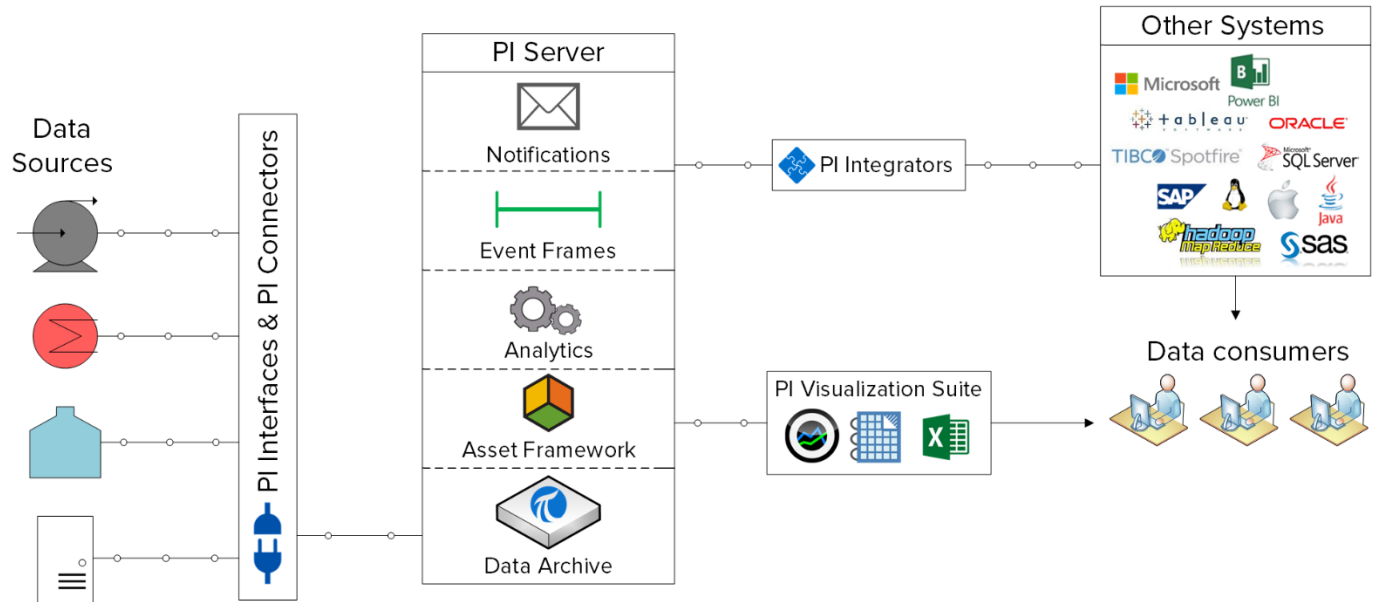 Data
Sources
PI Interfaces & PI Connectors
PI Server
Notifications
Event Frames
Analytics
Asset Framework
Data Archive
PI Integrators
PI Visualization Suite
Other Systems
Microsoft
B
Power BI
+ a b l e a u
SOFTWARE
ORACLE
TIBCO Spotfire
Microsoft
SQL Server
SAP
Java
hadoop
Map Reduce
sas
Data consumers
X